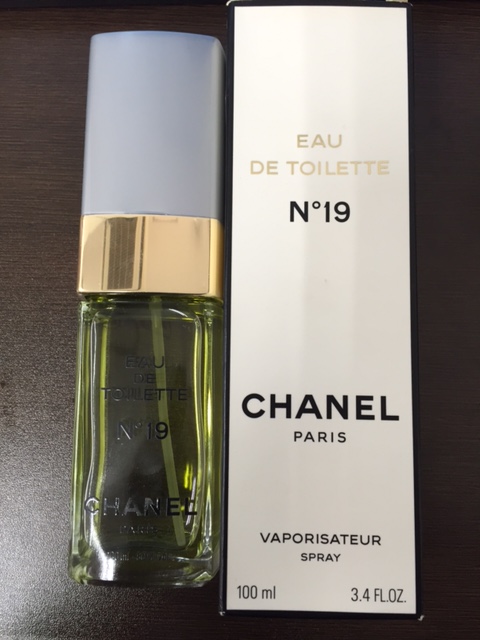 EAU
DE
TOILETTE
N°19
CHANEL
PARIS
EAU
DE TOILETTE
N°19
CHANEL
PARIS
VAPORISATEUR
SPRAY
100 ml 3.4 FL.OZ.